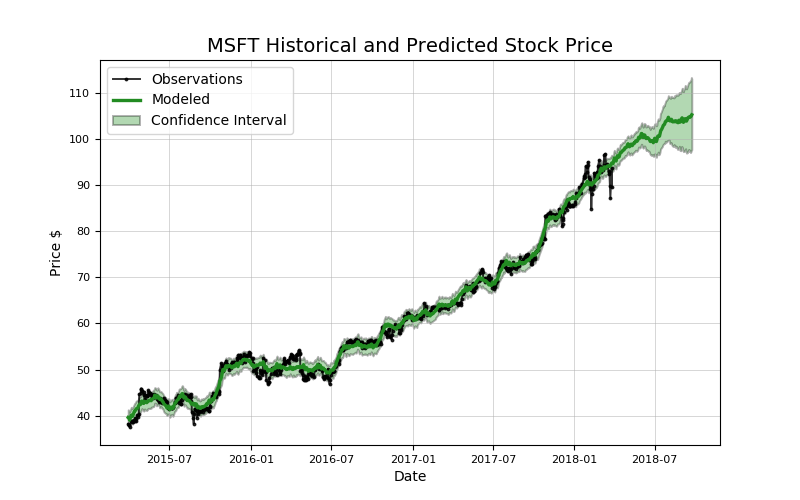 MSFT Historical and Predicted Stock Price
Observations
Modeled
Confidence Interval
110
100
90
80
70
60
50
40
Price $
2015-07 2016-01 2016-07 2017-01 2017-07 2018-01 2018-07
Date